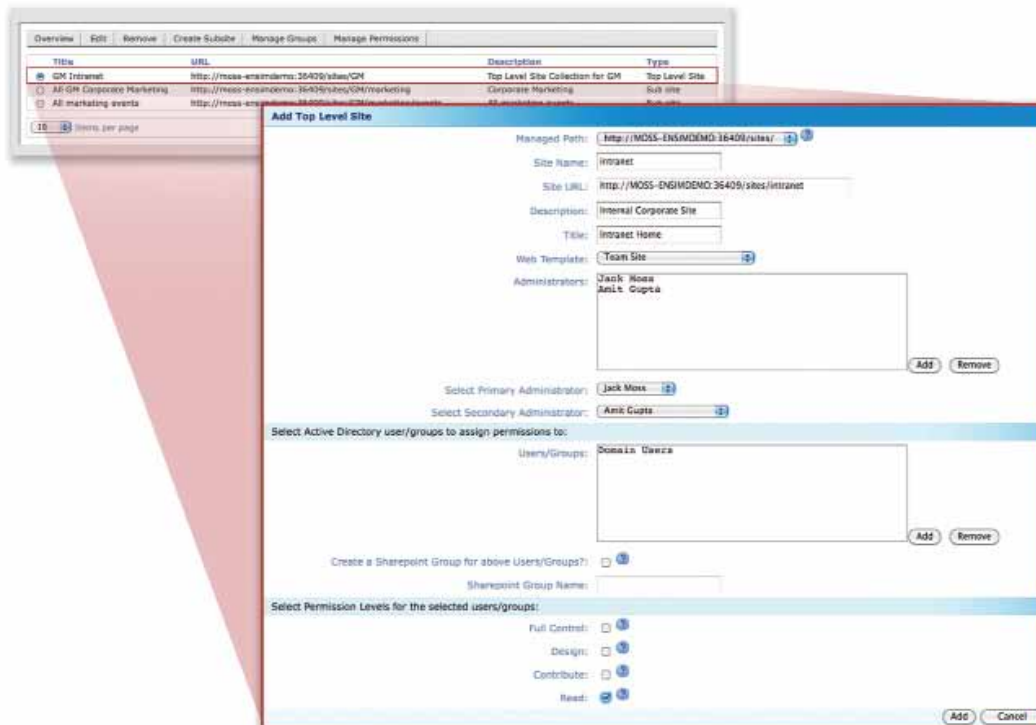 Overview Edit Remove Create Subsite Manage Groups Manage Permissions
Title URL Description Type
GM Intranet http://moss-ensimdemo:36409/sites/GM Top Level Site Collection for GM Top Level Site
All GM Corporate Marketing http://moss-ensimdemo:36409/sites/GM/marketing Corporate Marketing Sub site
All marketing events
10 items per page
Add Top Level Site
Managed Path: http://MOSS-ENSIMDEMO:36409/sites/
Site Name: intranet
Site URL: http://MOSS-ENSIMDEMO:36409/sites/intranet
Description: Internal Corporate Site
Title: Intranet Home
Web Template: Team Site
Administrators: Jack Moss
Amit Gupta
Add Remove
Select Primary Administrator: Jack Moss
Select Secondary Administrator: Amit Gupta
Select Active Directory user/groups to assign permissions to:
Users/Groups: Domain Users
Add Remove
Create a Sharepoint Group for above Users/Groups?:
Sharepoint Group Name:
Select Permission Levels for the selected users/groups:
Full Control:
Design:
Contribute:
Read:
Add Cancel